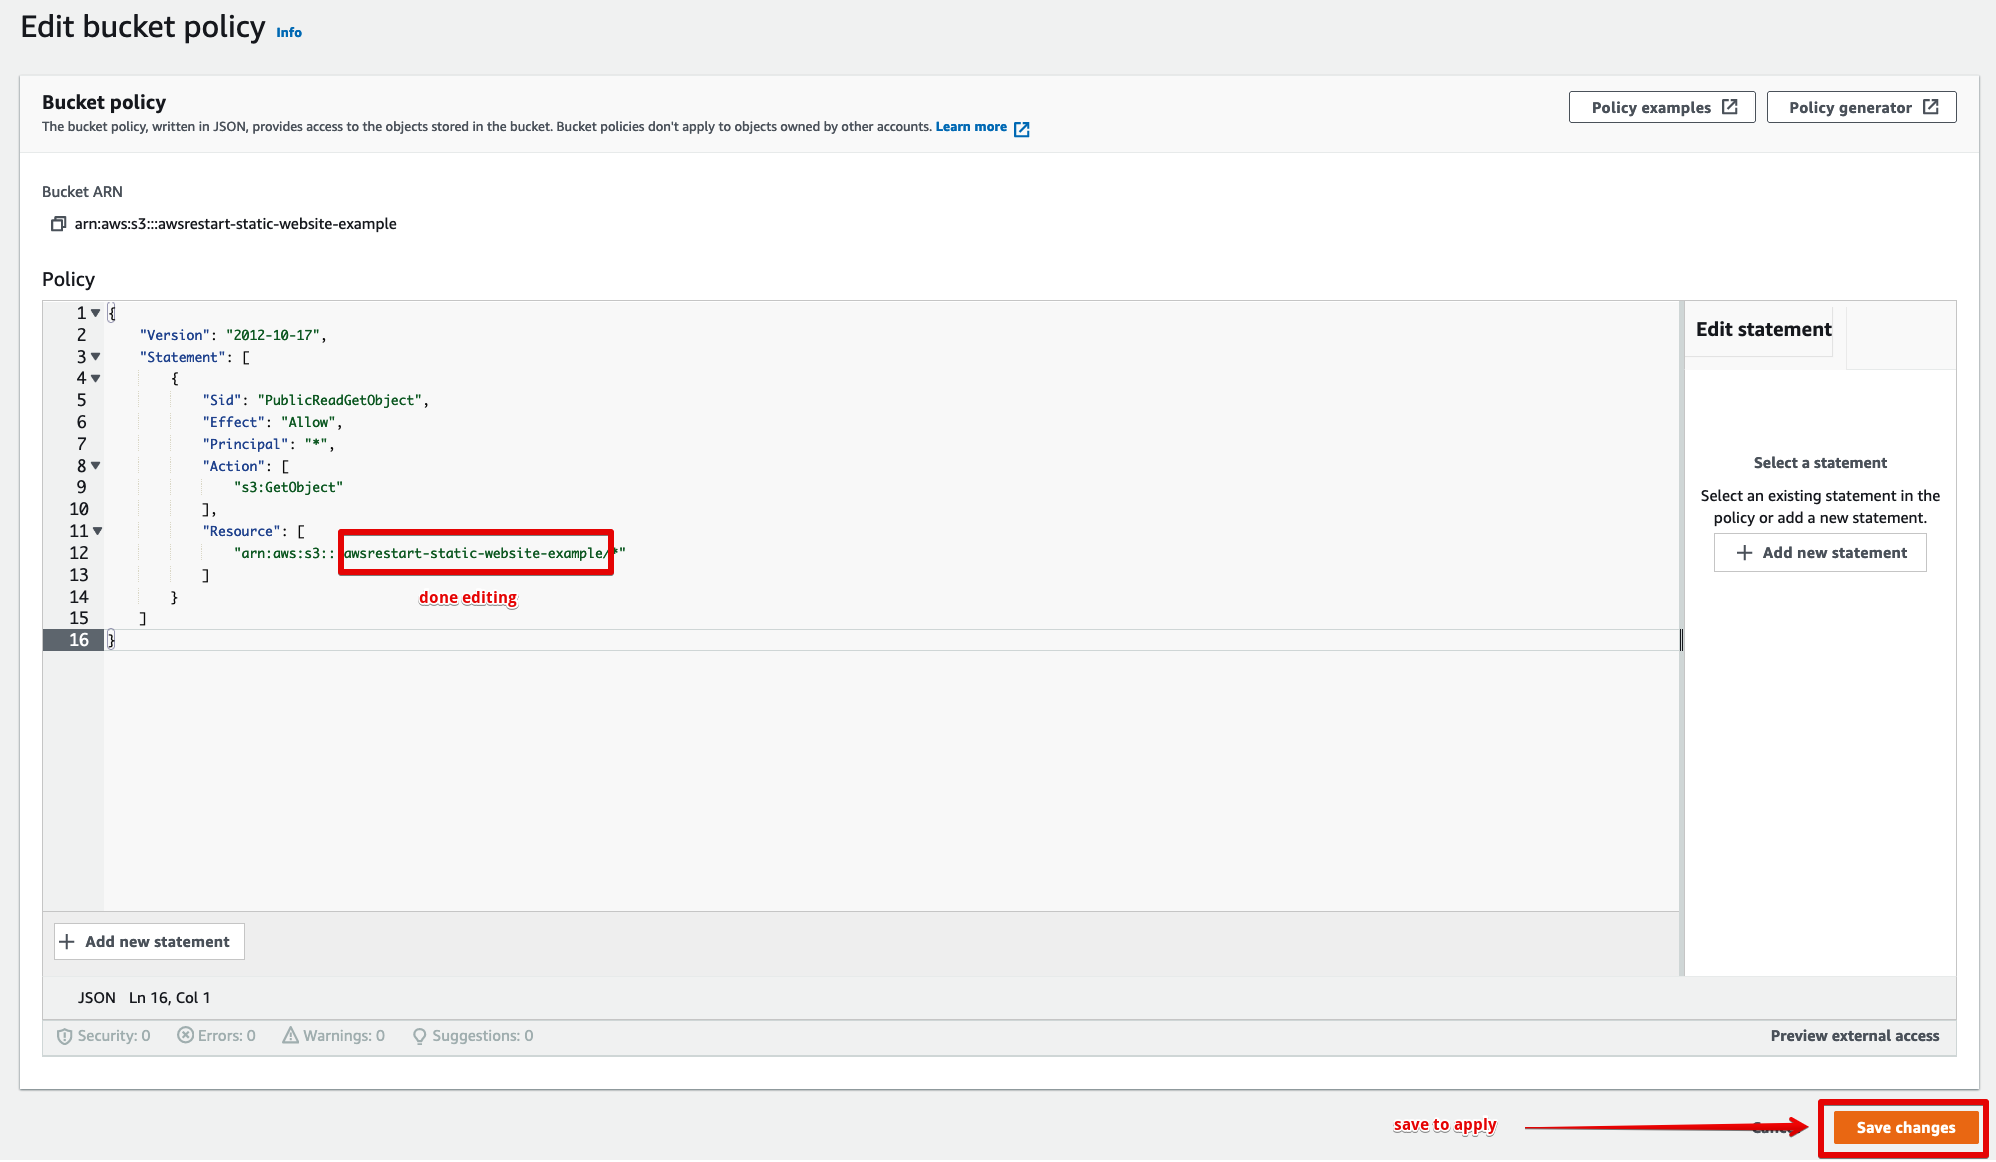 Edit bucket policy Info
Bucket policy
The bucket policy, written in JSON, provides access to the objects stored in the bucket. Bucket policies don't apply to objects owned by other accounts. Learn more
Policy examples
Policy generator
Bucket ARN
arn:aws:s3:::awsrestart-static-website-example
Policy
1 {
2 "Version": "2012-10-17",
3 "Statement": [
4 {
5 "Sid": "PublicReadGetObject",
6 "Effect": "Allow",
7 "Principal": "*",
8 "Action": [
9 "s3:GetObject"
10 ],
11 "Resource": [
12 "arn:aws:s3:::awsrestart-static-website-example/*"
13 ]
14 }
15 ]
16 }
done editing
Edit statement
Select a statement
Select an existing statement in the
policy or add a new statement.
+ Add new statement
+ Add new statement
JSON Ln 16, Col 1
Security: 0 Errors: 0 Warnings: 0 Suggestions: 0
Preview external access
save to apply
Cancel
Save changes